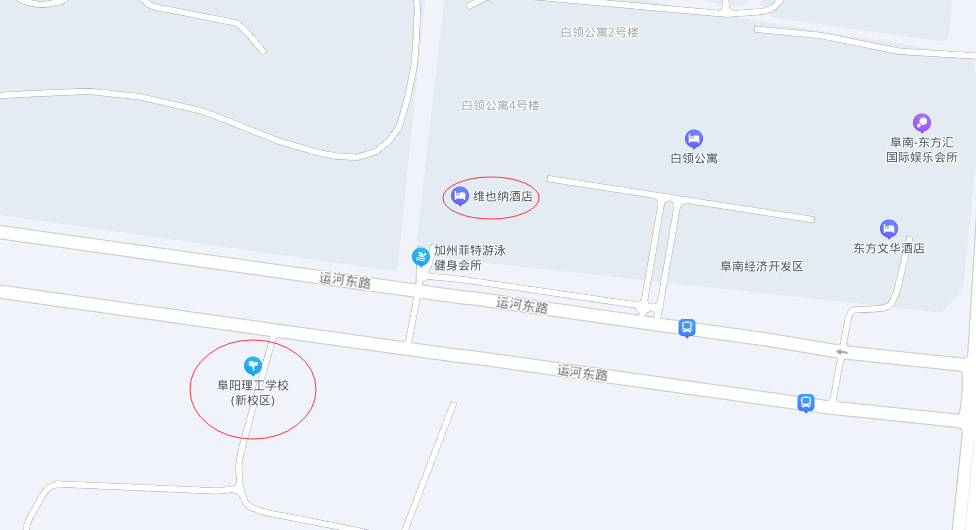 白领公寓2号楼
白领公寓4号楼
白领公寓
阜南-东方汇
国际娱乐会所
维也纳酒店
东方文华酒店
加州菲特游泳
健身会所
阜南经济开发区
运河东路
运河东路
运河东路
阜阳理工学校
(新校区)